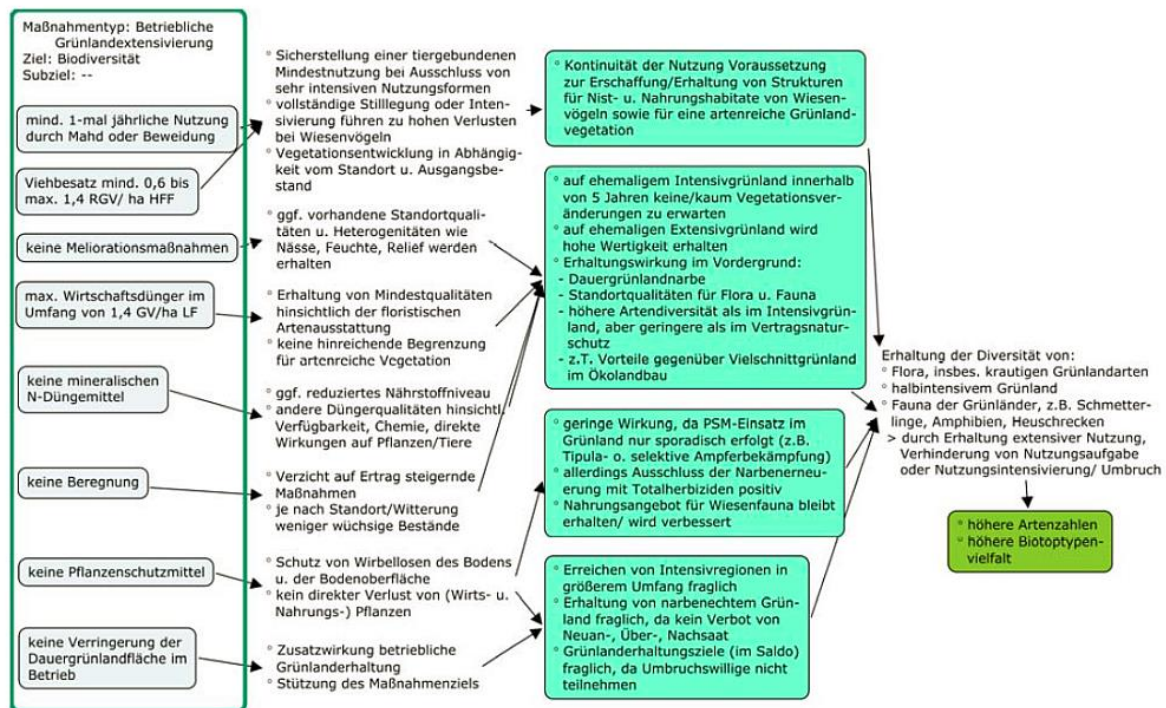 Maßnahmentyp: Betriebliche
Grünlandextensivierung
Ziel: Biodiversität
Subziel: --
mind. 1-mal jährliche Nutzung
durch Mahd oder Beweidung
Viehbesatz mind. 0,6 bis
max. 1,4 RGV/ ha HFF
keine Meliorationsmaßnahmen
max. Wirtschaftsdünger im
Umfang von 1,4 GV/ha LF
keine mineralischen
N-Düngemittel
keine Beregnung
keine Pflanzenschutzmittel
keine Verringerung der
Dauergrünlandfläche im
Betrieb
° Sicherstellung einer tiergebundenen
Mindestnutzung bei Ausschluss von
sehr intensiven Nutzungsformen
° vollständige Stilllegung oder Inten-
sivierung führen zu hohen Verlusten
bei Wiesenvögeln
° Vegetationsentwicklung in Abhängig-
keit vom Standort u. Ausgangsbe-
stand
° ggf. vorhandene Standortquali-
täten u. Heterogenitäten wie
Nässe, Feuchte, Relief werden
erhalten
° Erhaltung von Mindestqualitäten
hinsichtlich der floristischen
Artenausstattung
° keine hinreichende Begrenzung
für artenreiche Vegetation
° ggf. reduziertes Nährstoffniveau
° andere Düngerqualitäten hinsichtl.
Verfügbarkeit, Chemie, direkte
Wirkungen auf Pflanzen/Tiere
° Verzicht auf Ertrag steigernde
Maßnahmen
° je nach Standort/Witterung
weniger wüchsige Bestände
° Schutz von Wirbellosen des Bodens
u. der Bodenoberfläche
° kein direkter Verlust von (Wirts- u.
Nahrungs-) Pflanzen
° Zusatzwirkung betriebliche
Grünlanderhaltung
° Stützung des Maßnahmenziels
° Kontinuität der Nutzung Voraussetzung
zur Erschaffung/Erhaltung von Strukturen
für Nist- u. Nahrungshabitate von Wiesen-
vögeln sowie für eine artenreiche Grünland-
vegetation
° auf ehemaligem Intensivgrünland innerhalb
von 5 Jahren keine/kaum Vegetationsver-
änderungen zu erwarten
° auf ehemaligen Extensivgrünland wird
hohe Wertigkeit erhalten
° Erhaltungswirkung im Vordergrund:
- Dauergrünlandnarbe
- Standortqualitäten für Flora u. Fauna
- höhere Artendiversität als im Intensivgrün-
land, aber geringere als im Vertragsnatur-
schutz
- z.T. Vorteile gegenüber Vielschnittgrünland
im Ökolandbau
° geringe Wirkung, da PSM-Einsatz im
Grünland nur sporadisch erfolgt (z.B.
Tipula- o. selektive Ampferbekämpfung)
° allerdings Ausschluss der Narbenerneu-
erung mit Totalherbiziden positiv
° Nahrungsangebot für Wiesenfauna bleibt
erhalten/ wird verbessert
° Erreichen von Intensivregionen in
größerem Umfang fraglich
° Erhaltung von narbenechtem Grün-
land fraglich, da kein Verbot von
Neuan-, Über-, Nachsaat
° Grünlanderhaltungsziele (im Saldo)
fraglich, da Umbruchswillige nicht
teilnehmen
Erhaltung der Diversität von:
° Flora, insbes. krautigen Grünlandarten
° halbintensivem Grünland
° Fauna der Grünländer, z.B. Schmetter-
linge, Amphibien, Heuschrecken
> durch Erhaltung extensiver Nutzung,
Verhinderung von Nutzungsaufgabe
oder Nutzungsintensivierung/ Umbruch
° höhere Artenzahlen
° höhere Biotoptypen-
vielfalt